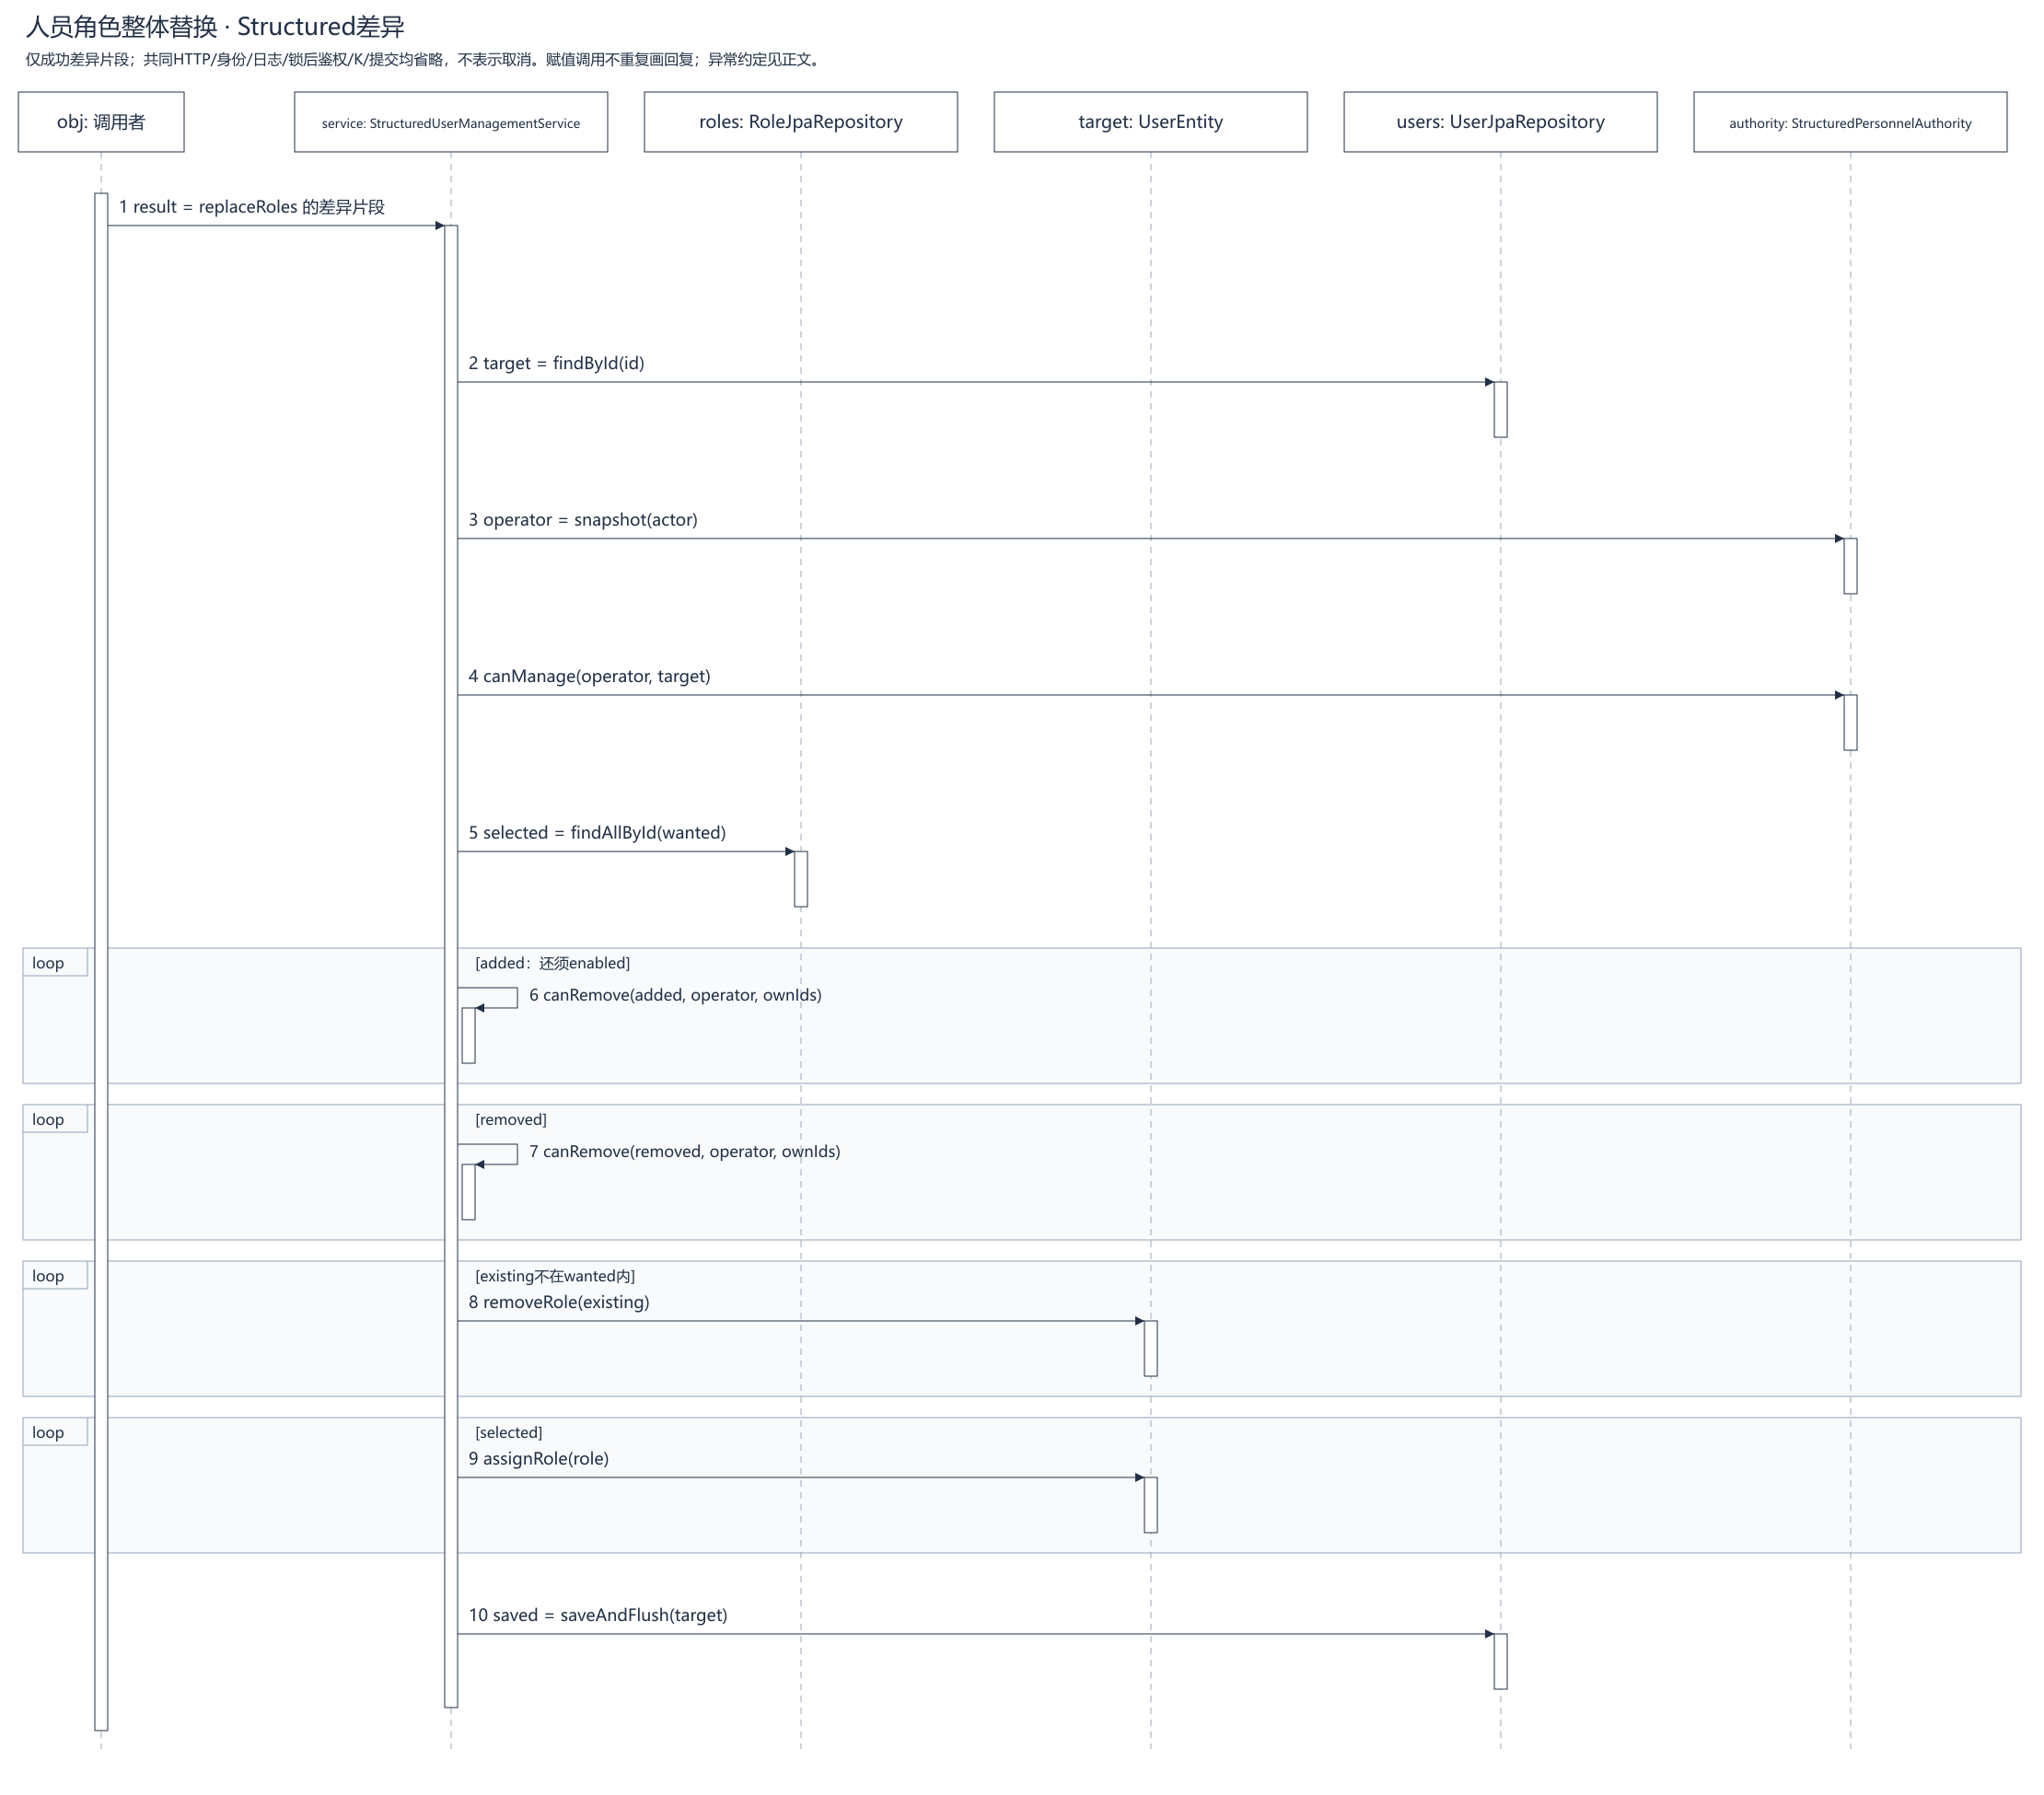 人员角色整体替换 · Structured差异
仅成功差异片段；共同HTTP/身份/日志/锁后鉴权/K/提交均省略，不表示取消。赋值调用不重复画回复；异常约定见正文。
obj: 调用者
service: StructuredUserManagementService
roles: RoleJpaRepository
target: UserEntity
users: UserJpaRepository
authority: StructuredPersonnelAuthority
1 result = replaceRoles 的差异片段
2 target = findById(id)
3 operator = snapshot(actor)
4 canManage(operator, target)
5 selected = findAllById(wanted)
loop
[added：还须enabled]
6 canRemove(added, operator, ownIds)
loop
[removed]
7 canRemove(removed, operator, ownIds)
loop
[existing不在wanted内]
8 removeRole(existing)
loop
[selected]
9 assignRole(role)
10 saved = saveAndFlush(target)